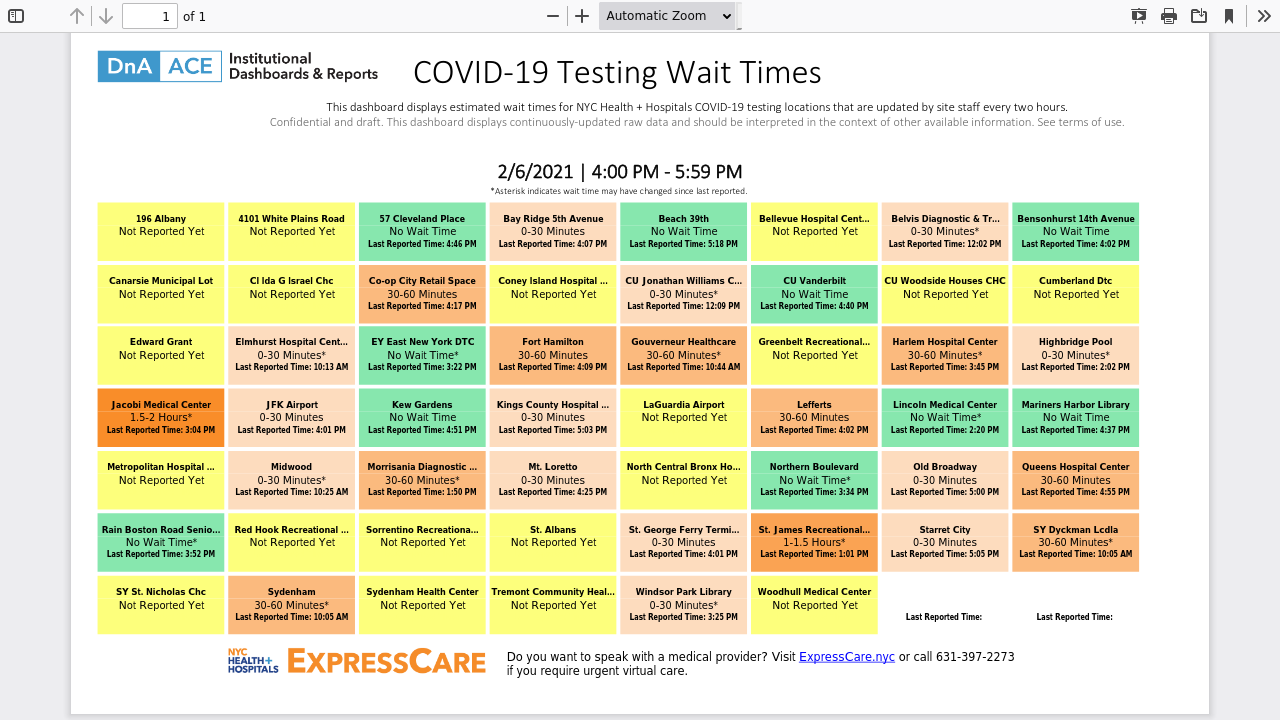 1 of 1 Automatic Zoom
DnA ACE Institutional Dashboards & Reports
COVID-19 Testing Wait Times
This dashboard displays estimated wait times for NYC Health + Hospitals COVID-19 testing locations that are updated by site staff every two hours.
Confidential and draft. This dashboard displays continuously-updated raw data and should be interpreted in the context of other available information. See terms of use.
2/6/2021 | 4:00 PM - 5:59 PM
*Asterisk indicates wait time may have changed since last reported.
196 Albany
Not Reported Yet
4101 White Plains Road
Not Reported Yet
57 Cleveland Place
No Wait Time
Last Reported Time: 4:46 PM
Bay Ridge 5th Avenue
0-30 Minutes
Last Reported Time: 4:07 PM
Beach 39th
No Wait Time
Last Reported Time: 5:18 PM
Bellevue Hospital Cent...
Not Reported Yet
Belvis Diagnostic & Tr...
0-30 Minutes*
Last Reported Time: 12:02 PM
Bensonhurst 14th Avenue
No Wait Time
Last Reported Time: 4:02 PM
Canarsie Municipal Lot
Not Reported Yet
CI Ida G Israel Chc
Not Reported Yet
Co-op City Retail Space
30-60 Minutes
Last Reported Time: 4:17 PM
Coney Island Hospital ...
Not Reported Yet
CU Jonathan Williams C...
0-30 Minutes*
Last Reported Time: 12:09 PM
CU Vanderbilt
No Wait Time
Last Reported Time: 4:40 PM
CU Woodside Houses CHC
Not Reported Yet
Cumberland Dtc
Not Reported Yet
Edward Grant
Not Reported Yet
Elmhurst Hospital Cent...
0-30 Minutes*
Last Reported Time: 10:13 AM
EY East New York DTC
No Wait Time*
Last Reported Time: 3:22 PM
Fort Hamilton
30-60 Minutes
Last Reported Time: 4:09 PM
Gouverneur Healthcare
30-60 Minutes*
Last Reported Time: 10:44 AM
Greenbelt Recreational...
Not Reported Yet
Harlem Hospital Center
30-60 Minutes*
Last Reported Time: 3:45 PM
Highbridge Pool
0-30 Minutes*
Last Reported Time: 2:02 PM
Jacobi Medical Center
1.5-2 Hours*
Last Reported Time: 3:04 PM
JFK Airport
0-30 Minutes
Last Reported Time: 4:01 PM
Kew Gardens
No Wait Time
Last Reported Time: 4:51 PM
Kings County Hospital ...
0-30 Minutes
Last Reported Time: 5:03 PM
LaGuardia Airport
Not Reported Yet
Lefferts
30-60 Minutes
Last Reported Time: 4:02 PM
Lincoln Medical Center
No Wait Time*
Last Reported Time: 2:20 PM
Mariners Harbor Library
No Wait Time
Last Reported Time: 4:37 PM
Metropolitan Hospital ...
Not Reported Yet
Midwood
0-30 Minutes*
Last Reported Time: 10:25 AM
Morrisania Diagnostic ...
30-60 Minutes*
Last Reported Time: 1:50 PM
Mt. Loretto
0-30 Minutes
Last Reported Time: 4:25 PM
North Central Bronx Ho...
Not Reported Yet
Northern Boulevard
No Wait Time*
Last Reported Time: 3:34 PM
Old Broadway
0-30 Minutes
Last Reported Time: 5:00 PM
Queens Hospital Center
30-60 Minutes
Last Reported Time: 4:55 PM
Rain Boston Road Senio...
No Wait Time*
Last Reported Time: 3:52 PM
Red Hook Recreational ...
Not Reported Yet
Sorrentino Recreationa...
Not Reported Yet
St. Albans
Not Reported Yet
St. George Ferry Termi...
0-30 Minutes
Last Reported Time: 4:01 PM
St. James Recreational...
1-1.5 Hours*
Last Reported Time: 1:01 PM
Starret City
0-30 Minutes
Last Reported Time: 5:05 PM
SY Dyckman Lcdla
30-60 Minutes*
Last Reported Time: 10:05 AM
SY St. Nicholas Chc
Not Reported Yet
Sydenham
30-60 Minutes*
Last Reported Time: 10:05 AM
Sydenham Health Center
Not Reported Yet
Tremont Community Heal...
Not Reported Yet
Windsor Park Library
0-30 Minutes*
Last Reported Time: 3:25 PM
Woodhull Medical Center
Not Reported Yet
Last Reported Time:
Last Reported Time:
NYC HEALTH+ HOSPITALS
EXPRESSCARE
Do you want to speak with a medical provider? Visit ExpressCare.nyc or call 631-397-2273
if you require urgent virtual care.